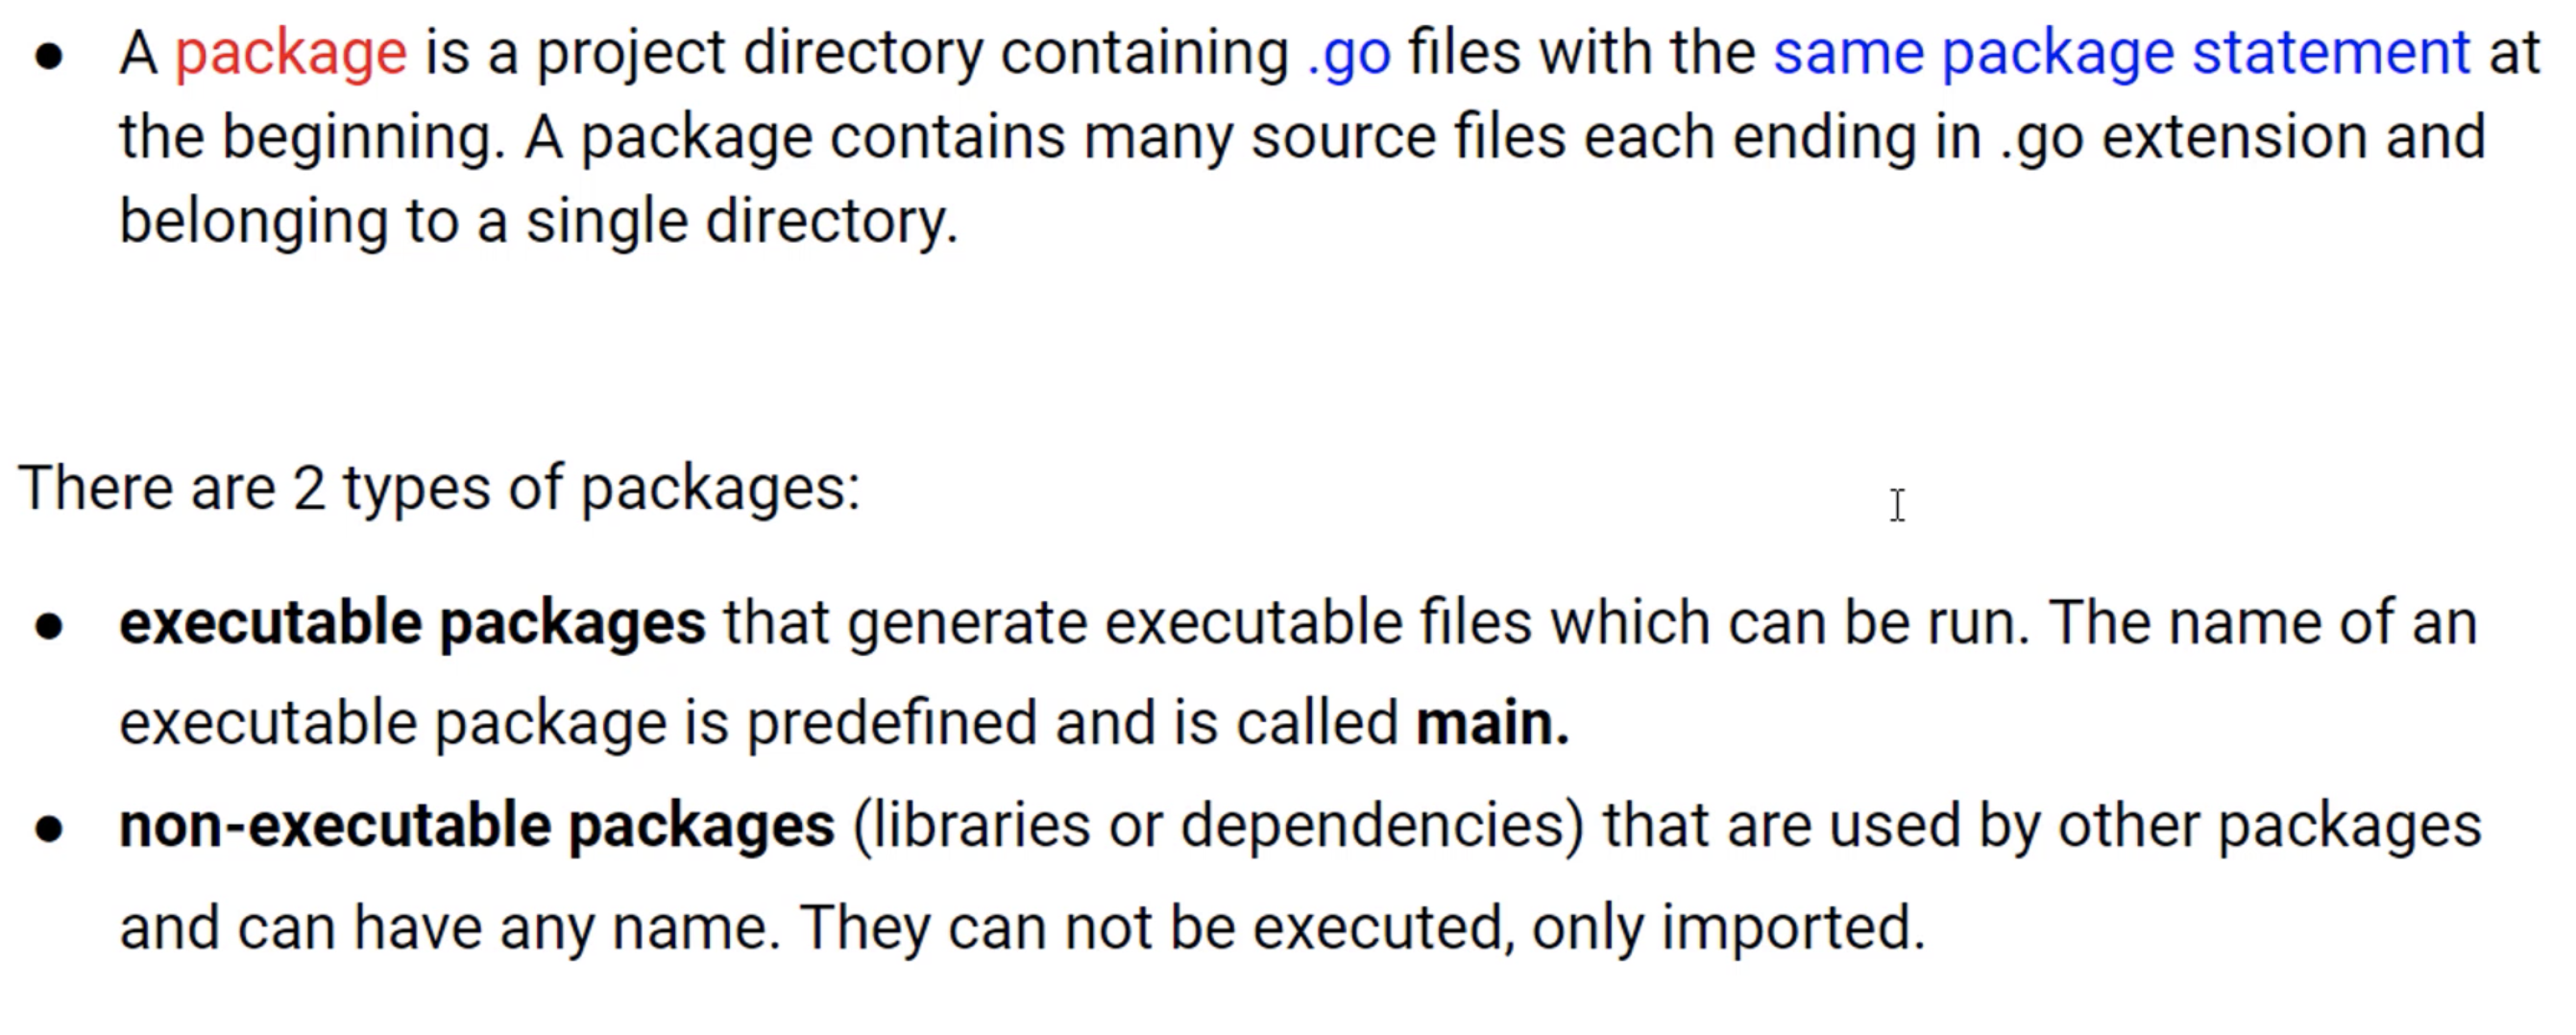 ● A package is a project directory containing .go files with the same package statement at
the beginning. A package contains many source files each ending in .go extension and
belonging to a single directory.
There are 2 types of packages:
● executable packages that generate executable files which can be run. The name of an
executable package is predefined and is called main.
● non-executable packages (libraries or dependencies) that are used by other packages
and can have any name. They can not be executed, only imported.